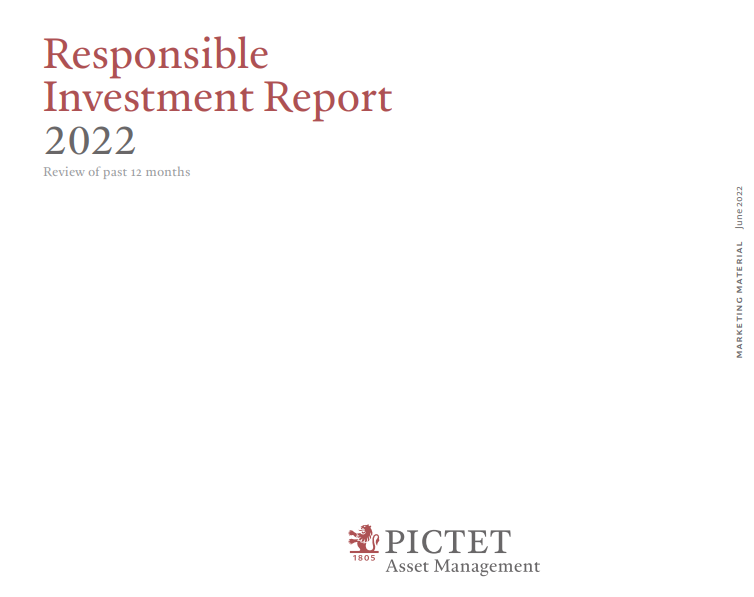 Responsible
Investment Report
2022
Review of past 12 months
MARKETING MATERIAL June 2022
1805
PICTET
Asset Management